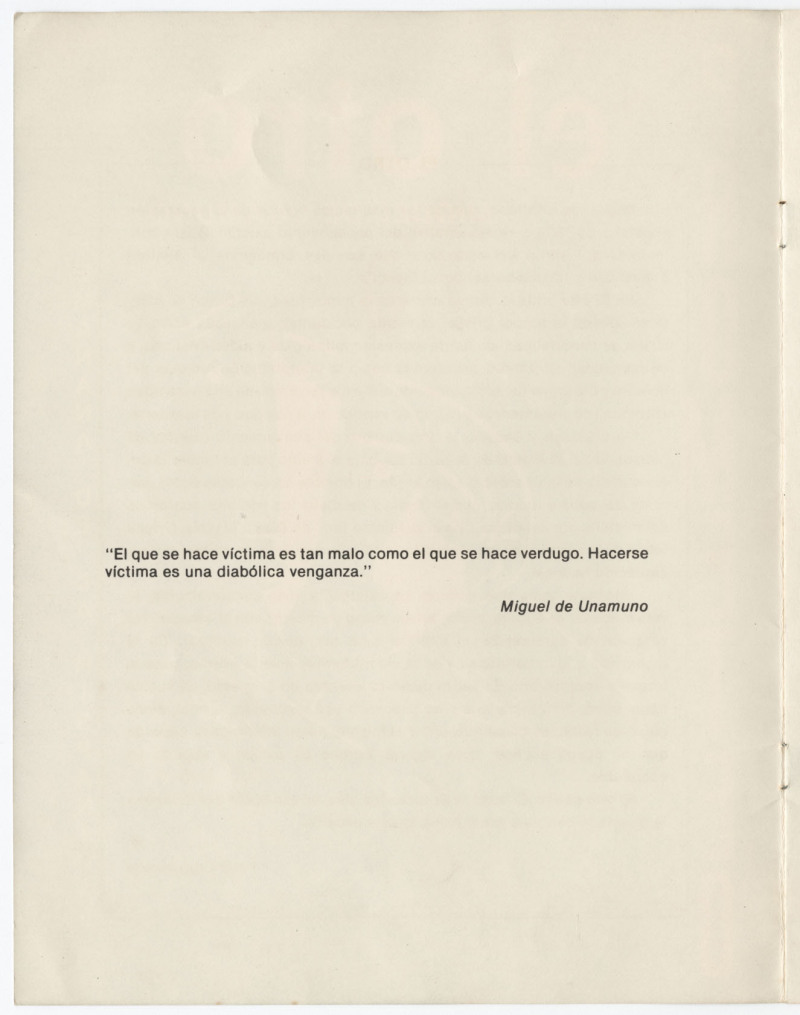 "El que se hace víctima es tan malo como el que se hace verdugo. Hacerse
víctima es una diabólica venganza."
Miguel de Unamuno